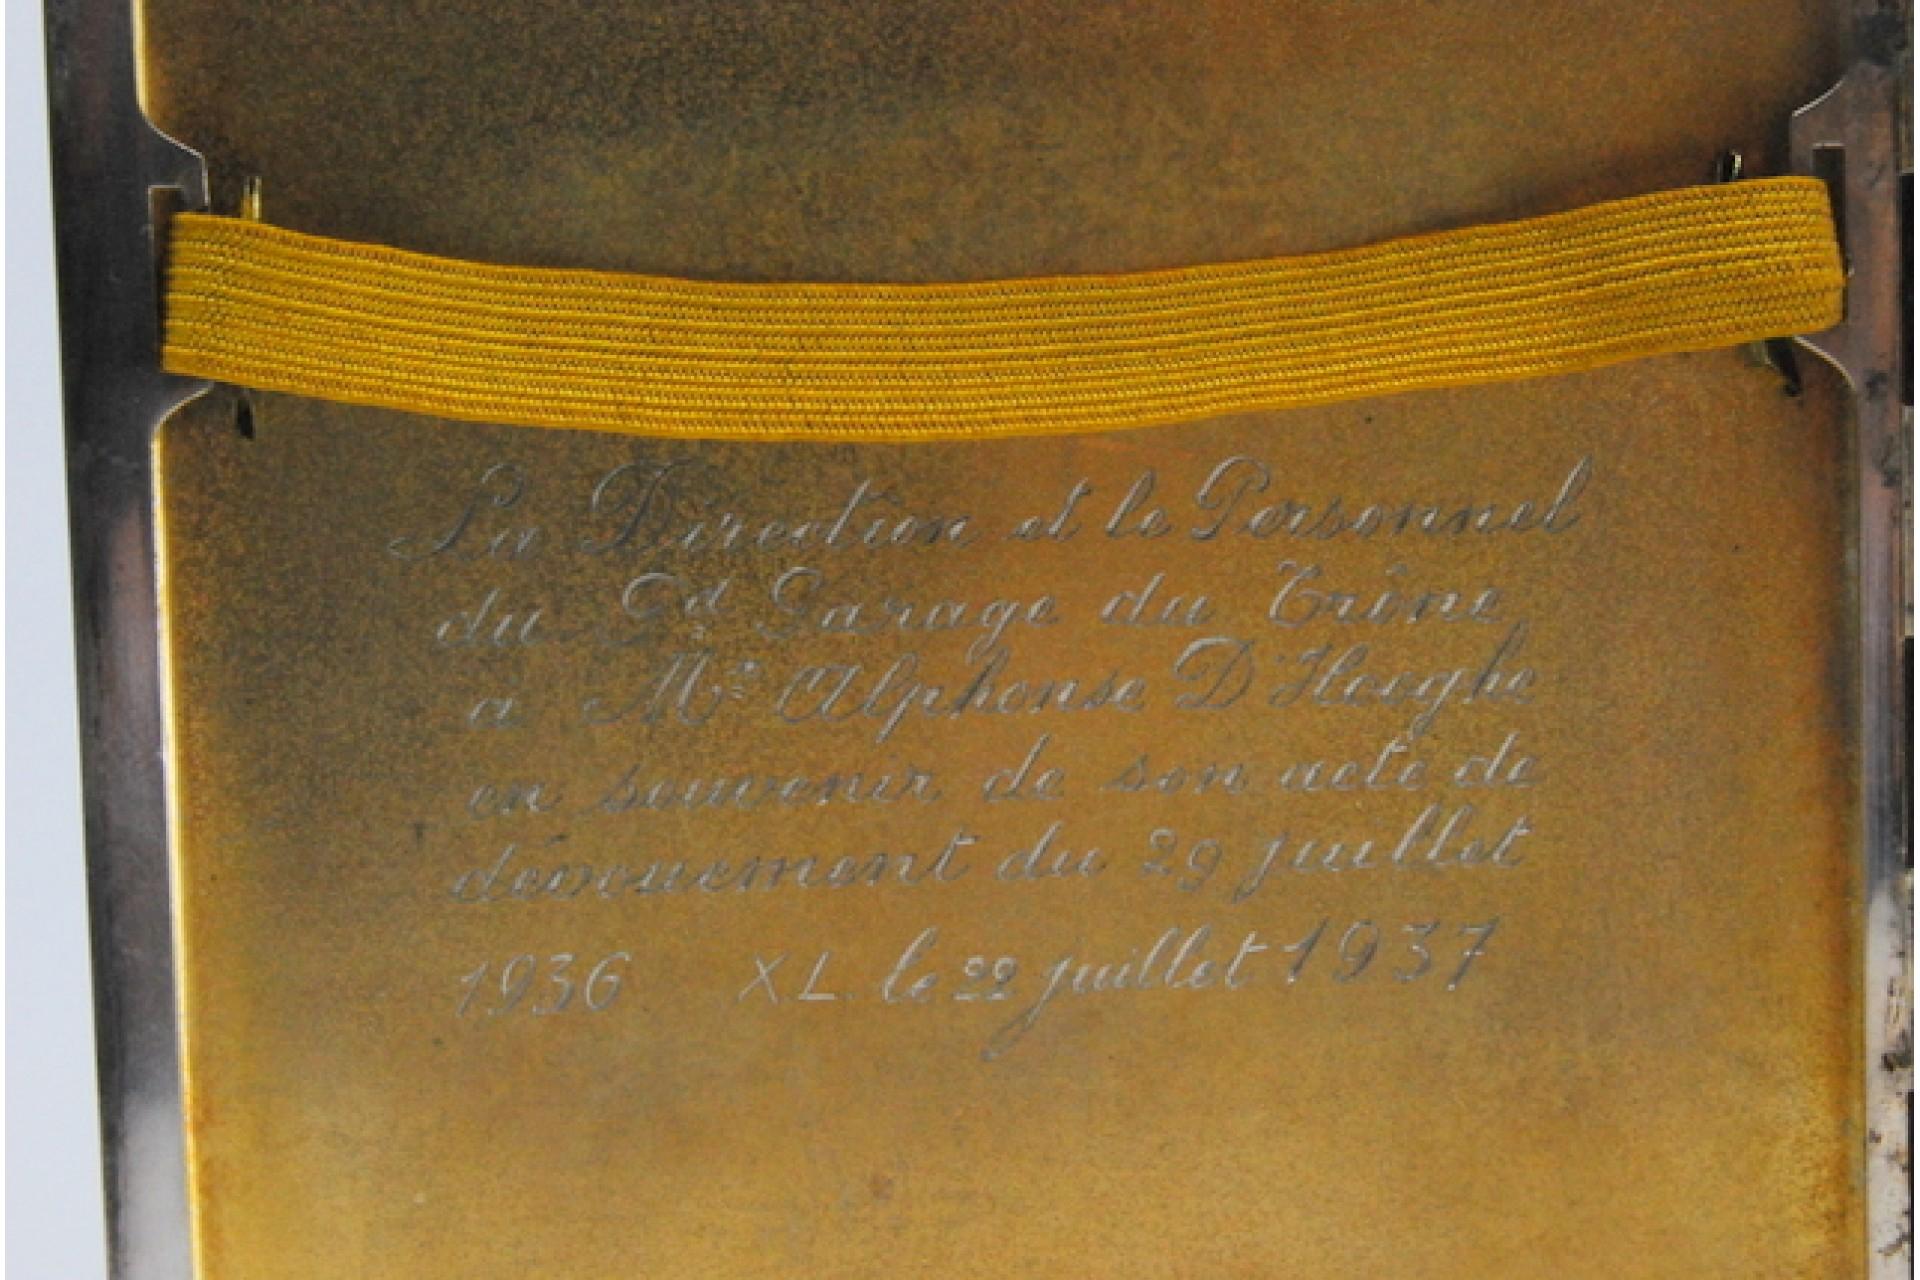 La Direction et le Personnel
du Gd Garage du Trône
à Mr Alphonse D'Hoeghe
en souvenir de son acte de
dévouement du 29 juillet
1936 XL. le 22 juillet 1937